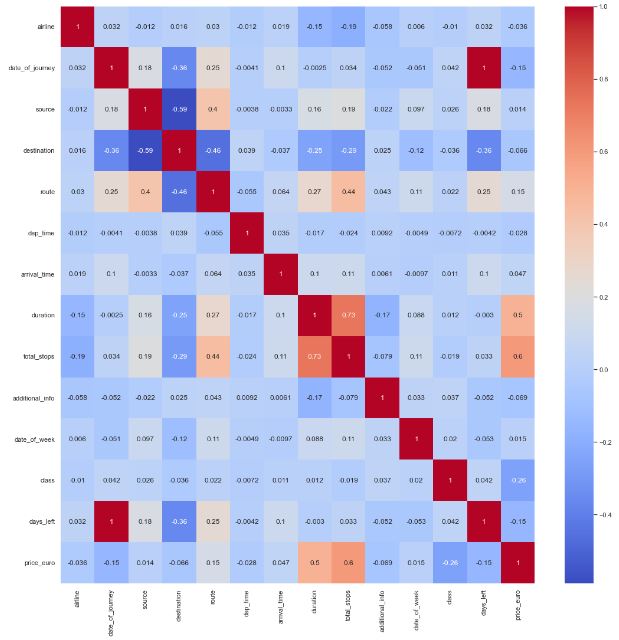 airline 1 0.032 -0.012 0.016 0.03 -0.012 0.019 -0.15 -0.19 -0.058 0.006 -0.01 0.032 -0.036
date_of_journey 0.032 1 0.18 -0.36 0.25 -0.0041 0.1 -0.0025 0.034 -0.052 -0.051 0.042 1 -0.15
source -0.012 0.18 1 -0.59 0.4 -0.0038 -0.0033 0.16 0.19 -0.022 0.097 0.026 0.18 0.014
destination 0.016 -0.36 -0.59 1 -0.46 0.039 -0.037 -0.25 -0.29 0.025 -0.12 -0.036 -0.36 -0.066
route 0.03 0.25 0.4 -0.46 1 -0.055 0.064 0.27 0.44 0.043 0.11 0.022 0.25 0.15
dep_time -0.012 -0.0041 -0.0038 0.039 -0.055 1 0.035 -0.017 -0.024 0.0092 -0.0049 -0.0072 -0.0042 -0.028
arrival_time 0.019 0.1 -0.0033 -0.037 0.064 0.035 1 0.1 0.11 0.0061 -0.0097 0.011 0.1 0.047
duration -0.15 -0.0025 0.16 -0.25 0.27 -0.017 0.1 1 0.73 -0.17 0.088 0.012 -0.003 0.5
total_stops -0.19 0.034 0.19 -0.29 0.44 -0.024 0.11 0.73 1 -0.079 0.11 -0.019 0.033 0.6
additional_info -0.058 -0.052 -0.022 0.025 0.043 0.0092 0.0061 -0.17 -0.079 1 0.033 0.037 -0.052 -0.069
date_of_week 0.006 -0.051 0.097 -0.12 0.11 -0.0049 -0.0097 0.088 0.11 0.033 1 0.02 -0.053 0.015
class -0.01 0.042 0.026 -0.036 0.022 -0.0072 0.011 0.012 -0.019 0.037 0.02 1 0.042 -0.26
days_left 0.032 1 0.18 -0.36 0.25 -0.0042 0.1 -0.003 0.033 -0.052 -0.053 0.042 1 -0.15
price_euro -0.036 -0.15 0.014 -0.066 0.15 -0.028 0.047 0.5 0.6 -0.069 0.015 -0.26 -0.15 1
airline date_of_journey source destination route dep_time arrival_time duration total_stops additional_info date_of_week class days_left price_euro
1.0
0.8
0.6
0.4
0.2
0.0
-0.2
-0.4